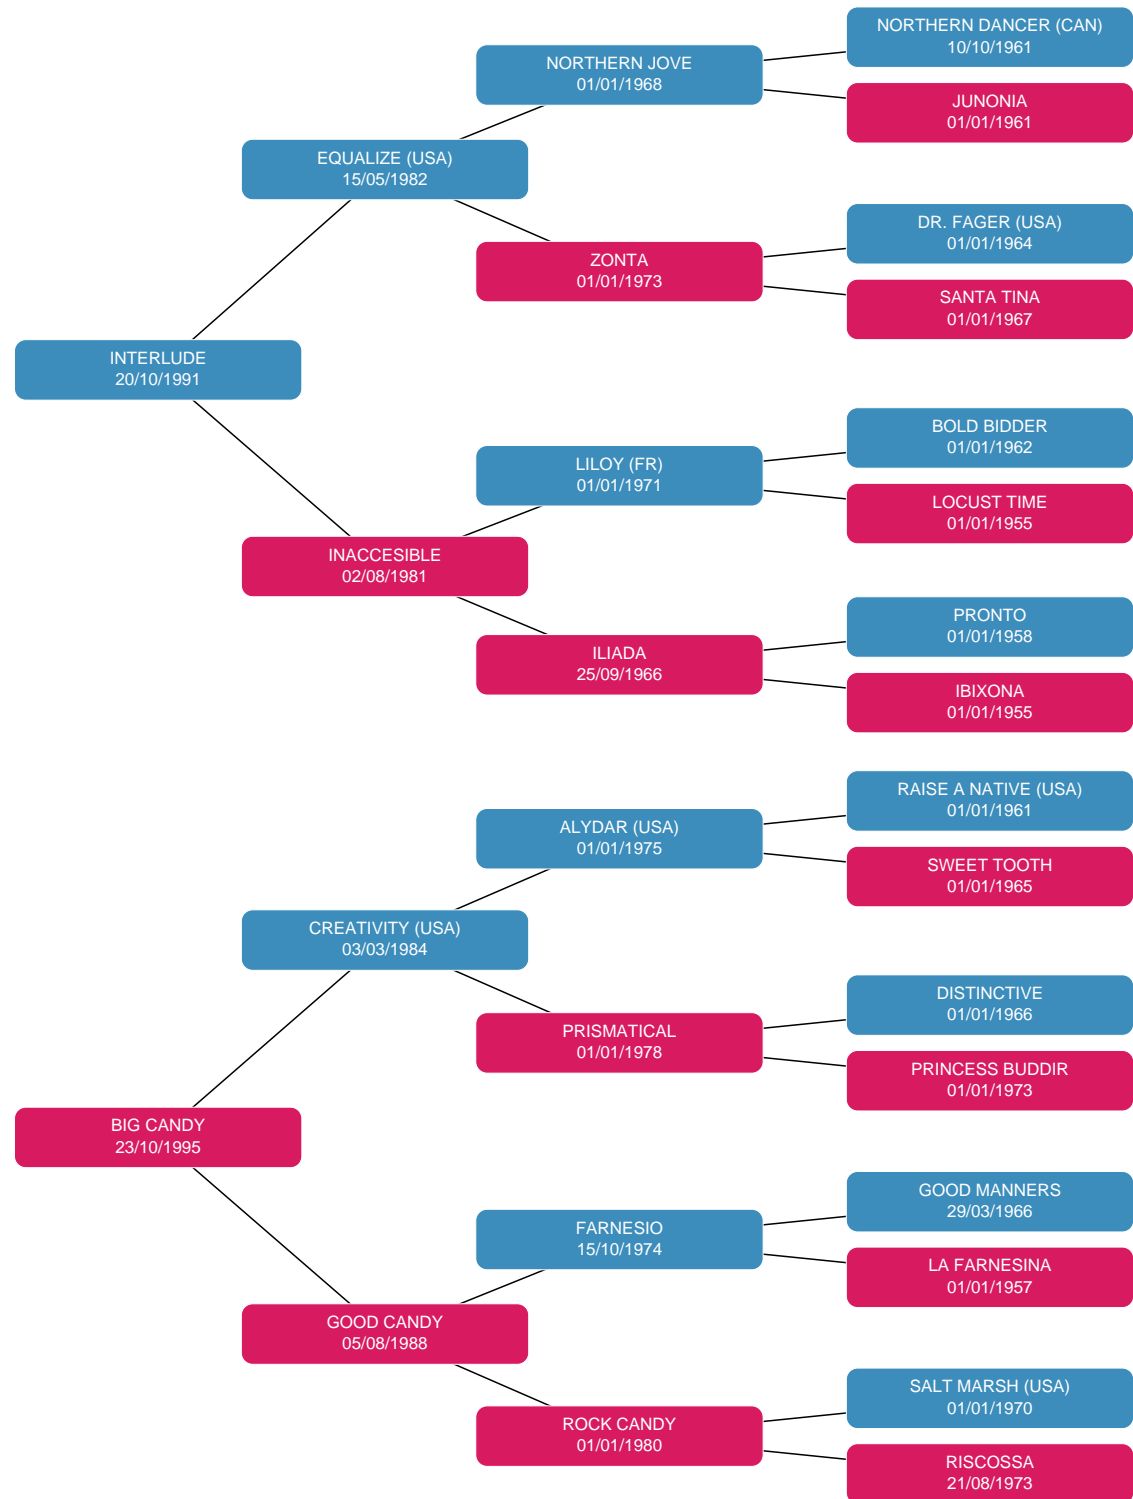 NORTHERN DANCER (CAN)
10/10/1961
NORTHERN JOVE
01/01/1968
JUNONIA
01/01/1961
EQUALIZE (USA)
15/05/1982
DR. FAGER (USA)
01/01/1964
ZONTA
01/01/1973
SANTA TINA
01/01/1967
INTERLUDE
20/10/1991
BOLD BIDDER
01/01/1962
LILOY (FR)
01/01/1971
LOCUST TIME
01/01/1955
INACCESIBLE
02/08/1981
PRONTO
01/01/1958
ILIADA
25/09/1966
IBIXONA
01/01/1955
RAISE A NATIVE (USA)
01/01/1961
ALYDAR (USA)
01/01/1975
SWEET TOOTH
01/01/1965
CREATIVITY (USA)
03/03/1984
DISTINCTIVE
01/01/1966
PRISMATICAL
01/01/1978
PRINCESS BUDDIR
01/01/1973
BIG CANDY
23/10/1995
GOOD MANNERS
29/03/1966
FARNESIO
15/10/1974
LA FARNESINA
01/01/1957
GOOD CANDY
05/08/1988
SALT MARSH (USA)
01/01/1970
ROCK CANDY
01/01/1980
RISCOSSA
21/08/1973